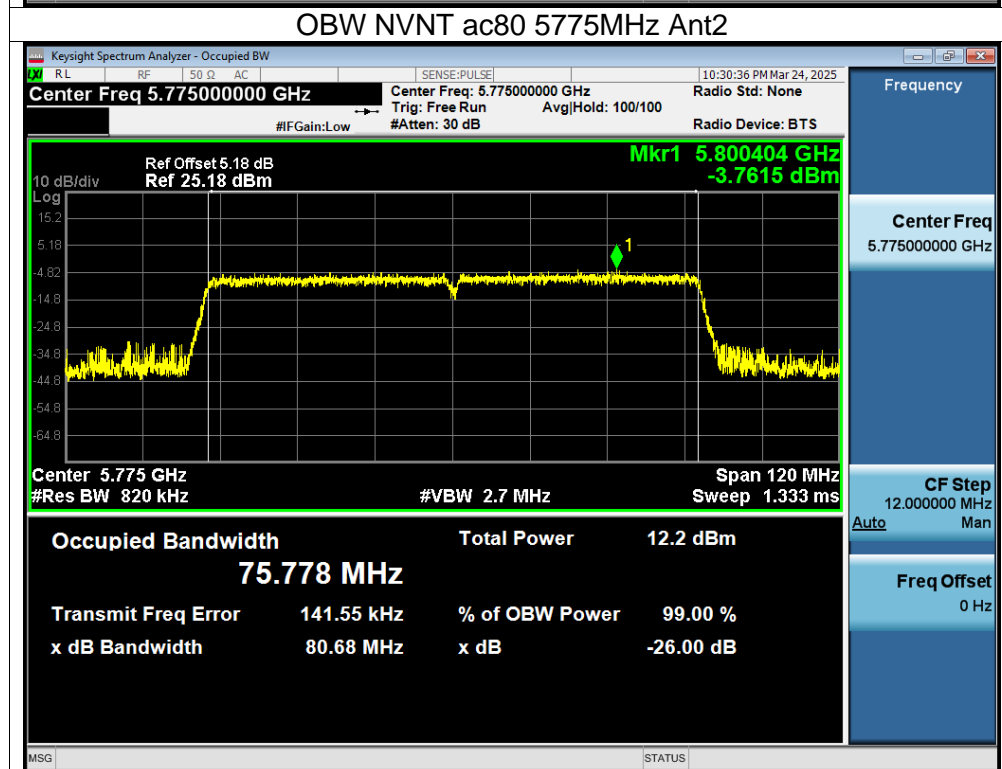 OBW NVNT ac80 5775MHz Ant2
Keysight Spectrum Analyzer - Occupied BW
LXI RL RF 50 Ω AC SENSE:PULSE 10:30:36 PM Mar 24, 2025
Center Freq 5.775000000 GHz Center Freq: 5.775000000 GHz Radio Std: None
Trig: Free Run Avg|Hold: 100/100
#IFGain:Low #Atten: 30 dB Radio Device: BTS
Frequency
Ref Offset 5.18 dB Mkr1 5.800404 GHz
10 dB/div Ref 25.18 dBm -3.7615 dBm
Log
15.2
5.18
-4.82
-14.8
-24.8
-34.8
-44.8
-54.8
-64.8
1
Center Freq
5.775000000 GHz
Center 5.775 GHz Span 120 MHz
#Res BW 820 kHz #VBW 2.7 MHz Sweep 1.333 ms
CF Step
12.000000 MHz
Auto Man
Occupied Bandwidth Total Power 12.2 dBm
75.778 MHz
Transmit Freq Error 141.55 kHz % of OBW Power 99.00 %
x dB Bandwidth 80.68 MHz x dB -26.00 dB
Freq Offset
0 Hz
MSG STATUS